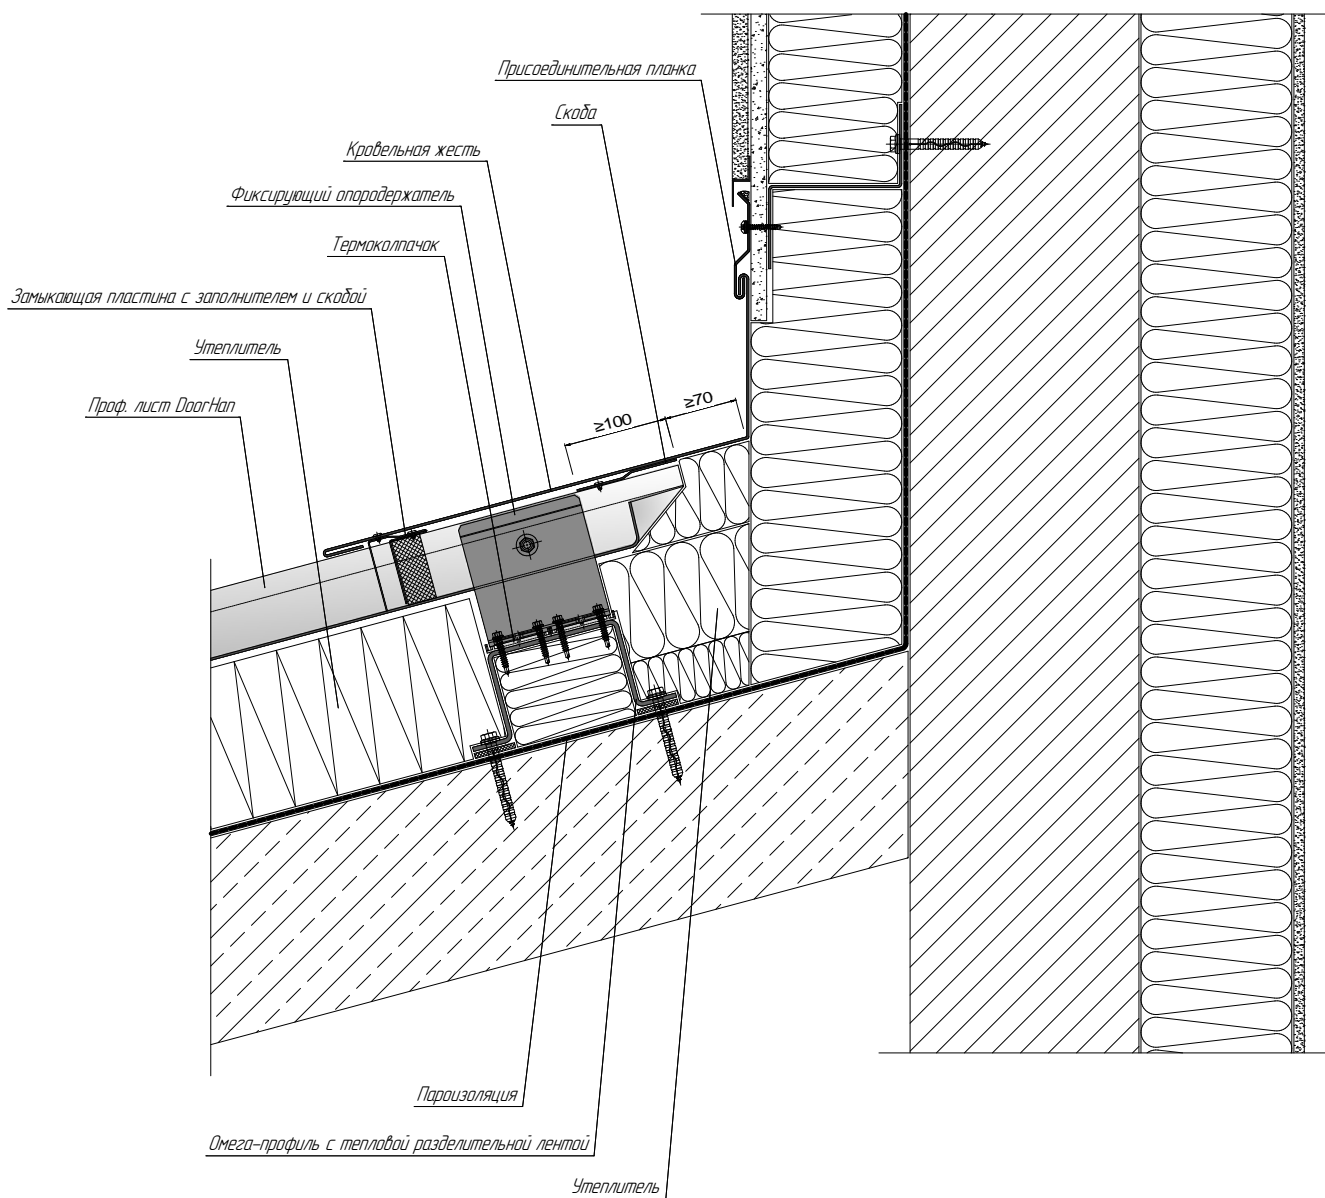 Присоединительная планка
Скоба
Кровельная жесть
Фиксирующий опородержатель
Термоколпачок
Замыкающая пластина с заполнителем и скобой
Утеплитель
Проф. лист DoorHan
≥100
≥70
Пароизоляция
Омега-профиль с тепловой разделительной лентой
Утеплитель